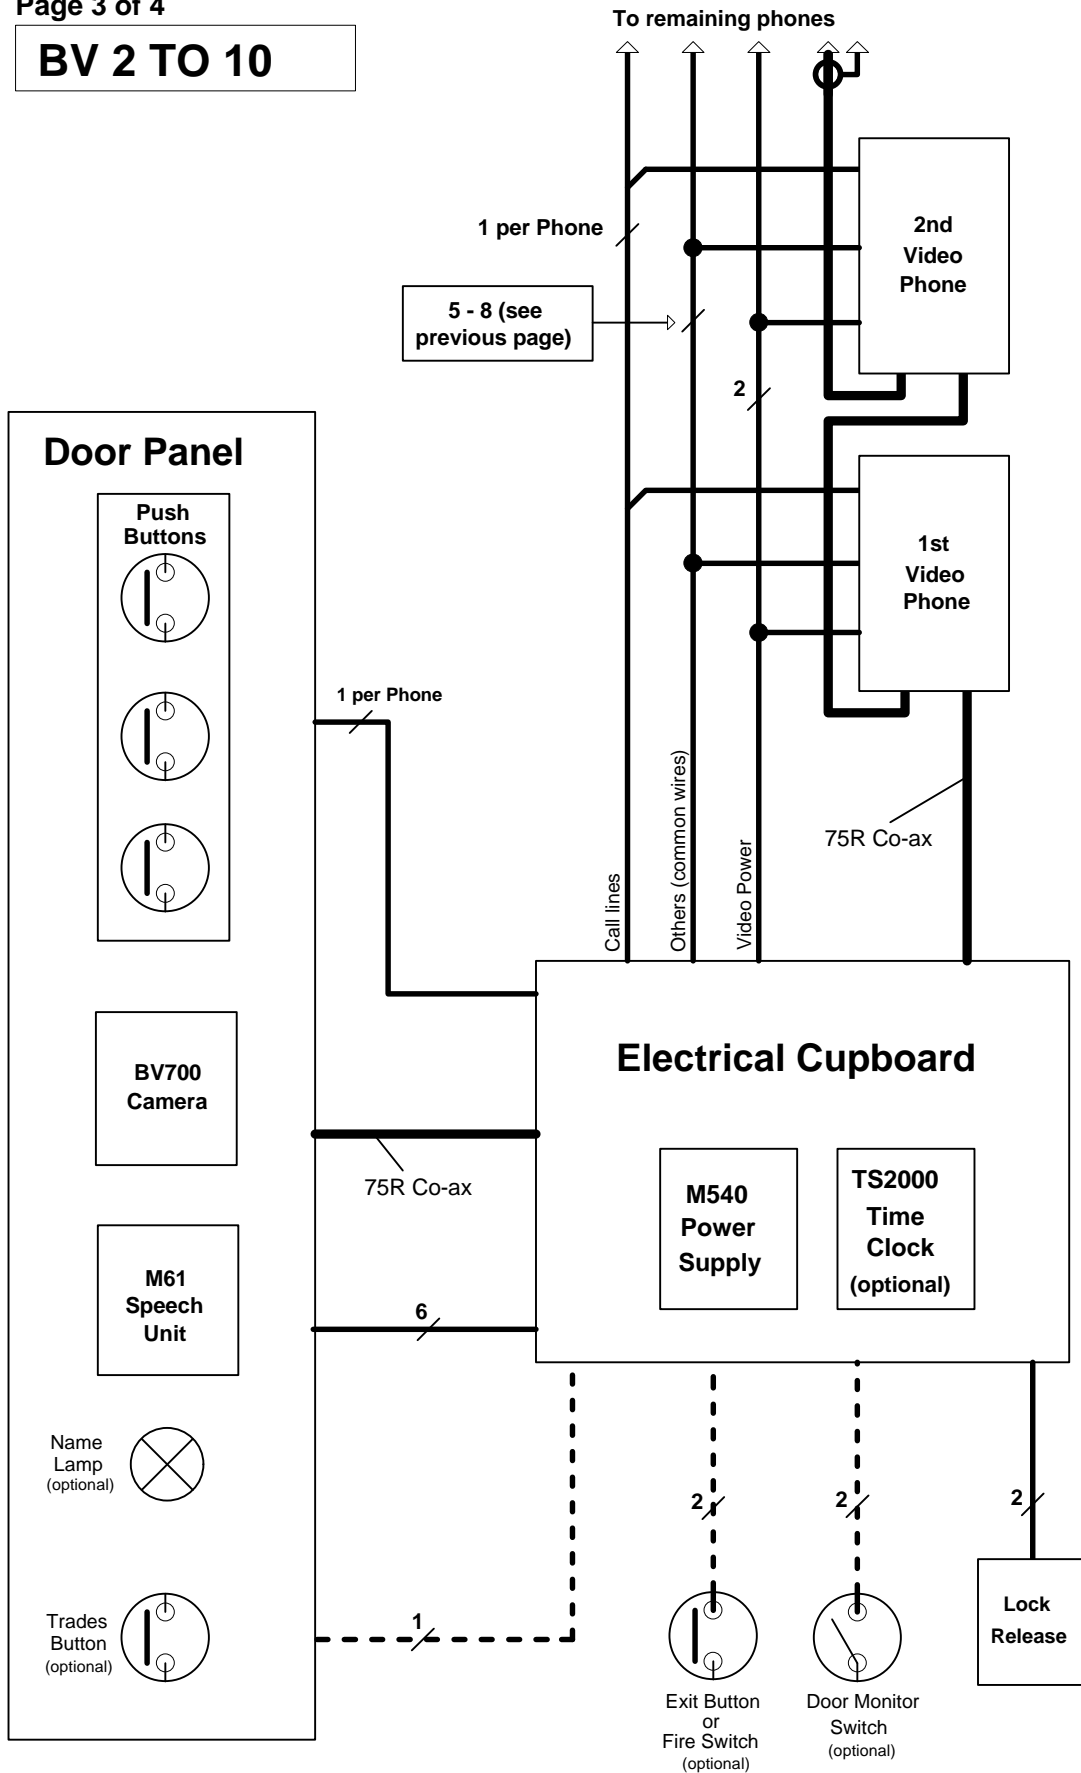 Page 3 of 4
BV 2 TO 10
To remaining phones
1 per Phone
2nd
Video
Phone
5 - 8 (see
previous page)
2
Door Panel
Push
Buttons
1st
Video
Phone
1 per Phone
Call lines
Others (common wires)
Video Power
75R Co-ax
Electrical Cupboard
BV700
Camera
75R Co-ax
M540
Power
Supply
TS2000
Time
Clock
(optional)
M61
Speech
Unit
6
Name
Lamp
(optional)
2
2
2
Trades
Button
(optional)
1
Lock
Release
Exit Button
or
Fire Switch
(optional)
Door Monitor
Switch
(optional)